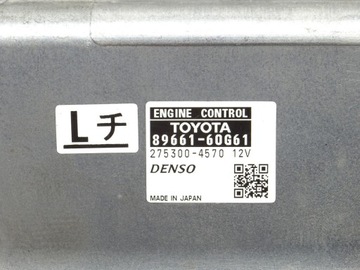 Lチ
ENGINE CONTROL
TOYOTA
89661-60G61
275300-4570 12V
DENSO
MADE IN JAPAN